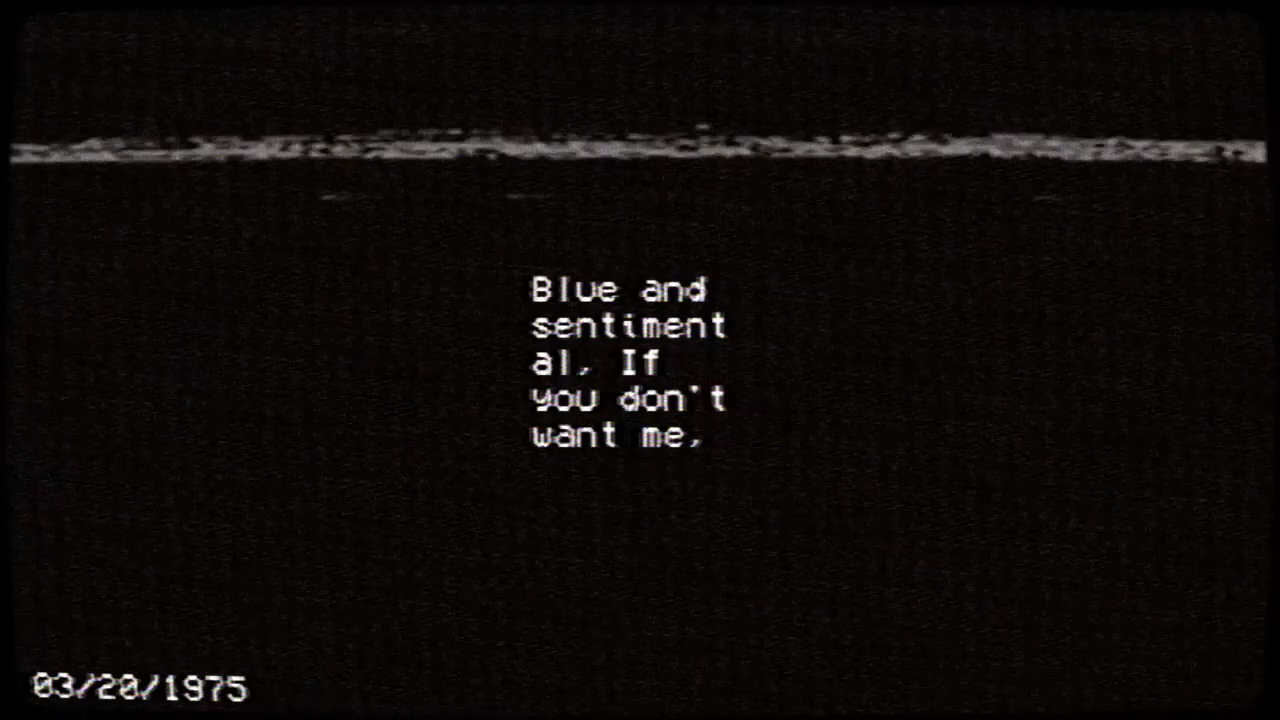 Blue and
sentiment
al, If
you don't
want me,
03/20/1975